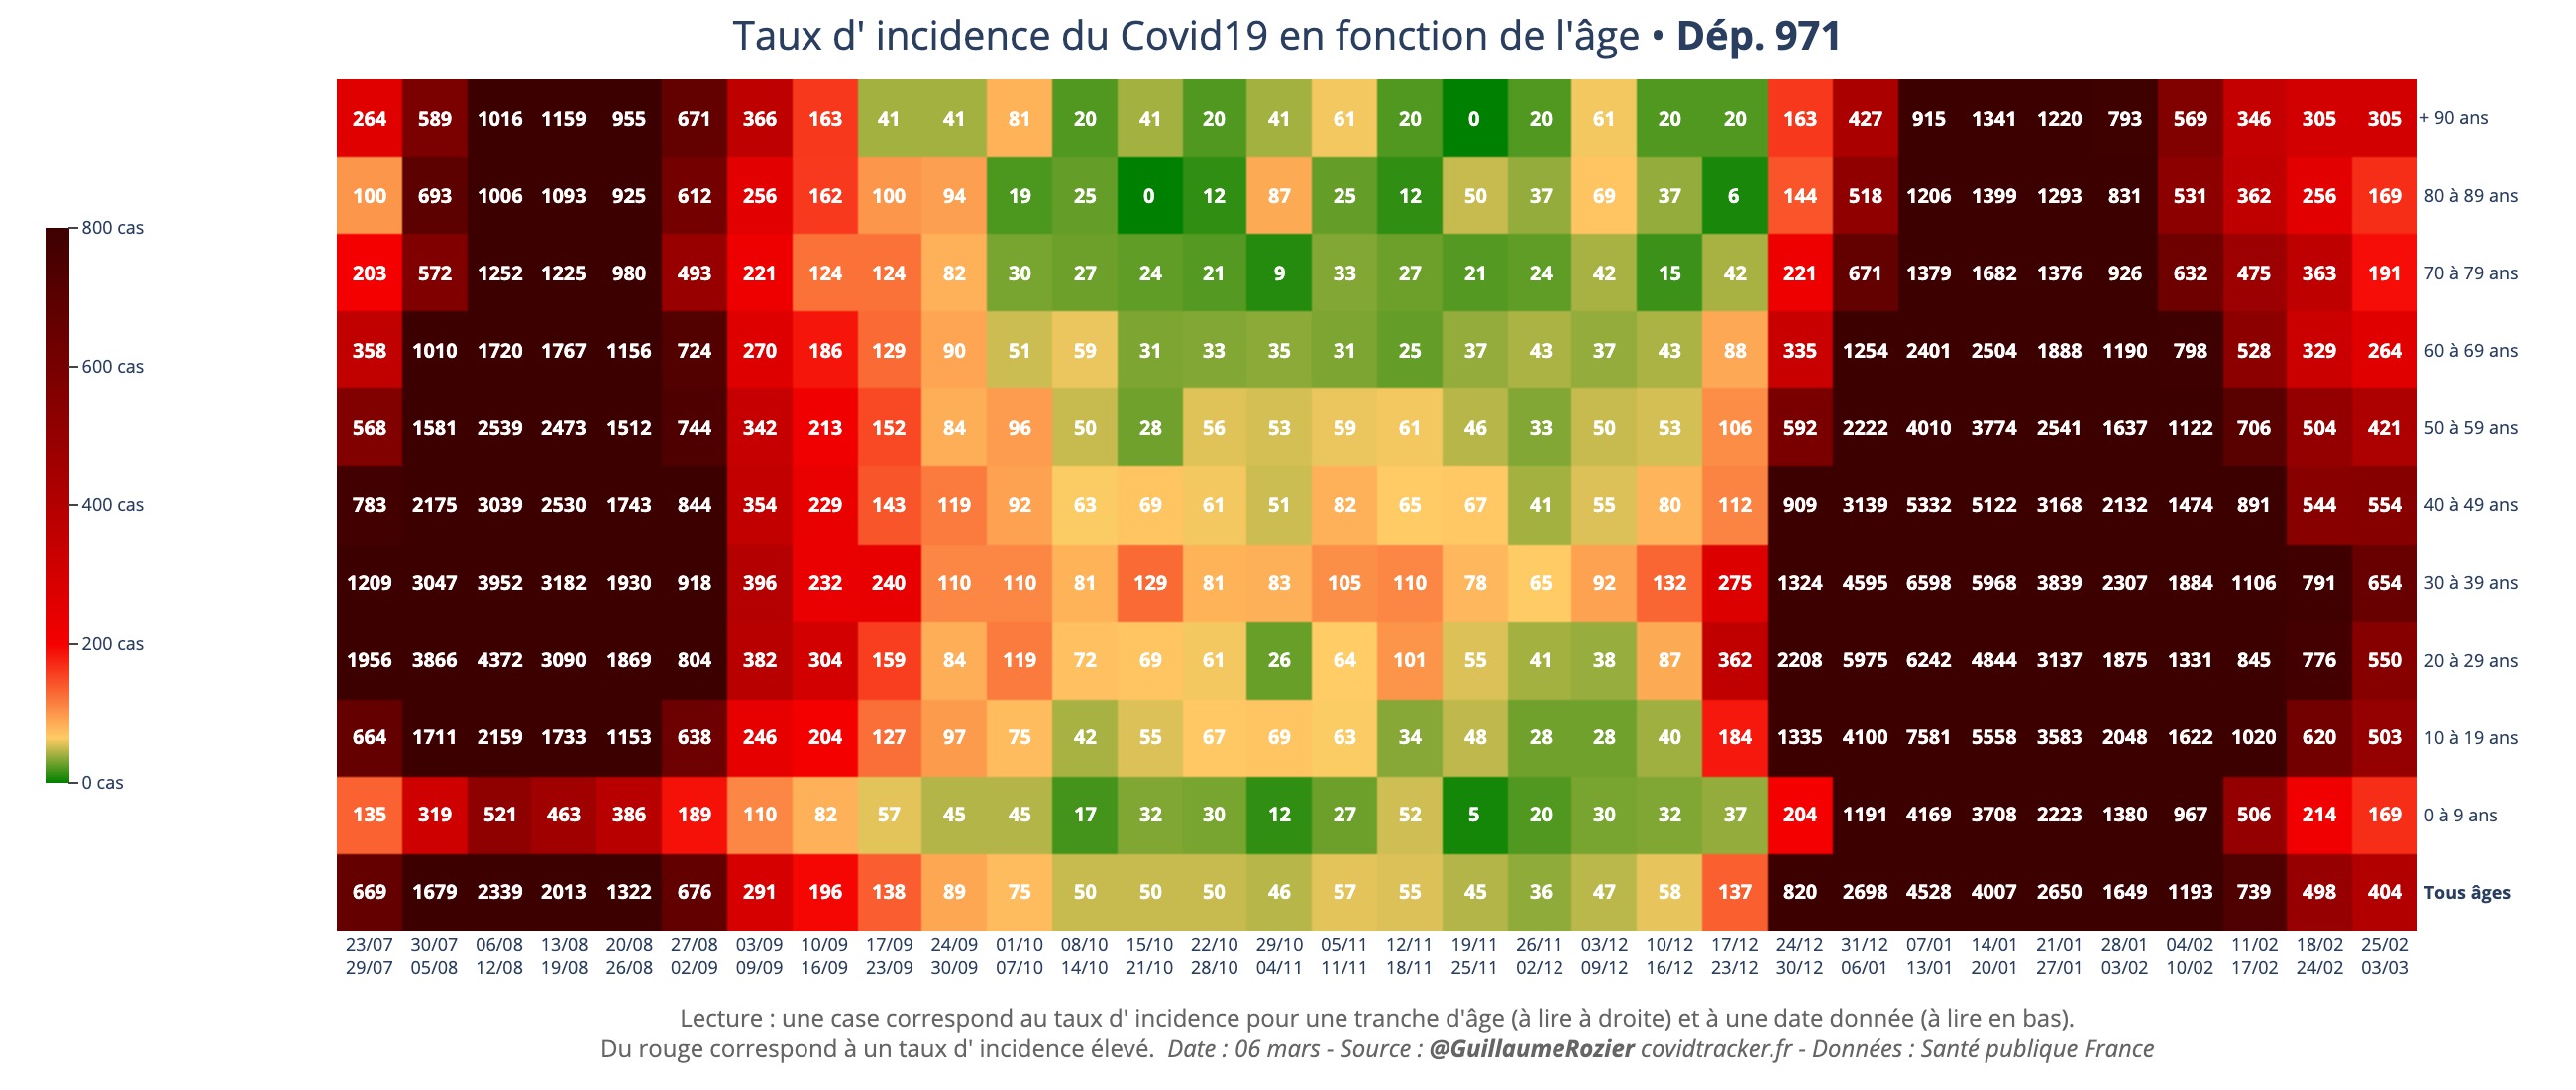 Taux d' incidence du Covid19 en fonction de l'âge • Dép. 971
800 cas
600 cas
400 cas
200 cas
0 cas
264 589 1016 1159 955 671 366 163 41 41 81 20 41 20 41 61 20 0 20 61 20 20 163 427 915 1341 1220 793 569 346 305 305 + 90 ans
100 693 1006 1093 925 612 256 162 100 94 19 25 0 12 87 25 12 50 37 69 37 6 144 518 1206 1399 1293 831 531 362 256 169 80 à 89 ans
203 572 1252 1225 980 493 221 124 124 82 30 27 24 21 9 33 27 21 24 42 15 42 221 671 1379 1682 1376 926 632 475 363 191 70 à 79 ans
358 1010 1720 1767 1156 724 270 186 129 90 51 59 31 33 35 31 25 37 43 37 43 88 335 1254 2401 2504 1888 1190 798 528 329 264 60 à 69 ans
568 1581 2539 2473 1512 744 342 213 152 84 96 50 28 56 53 59 61 46 33 50 53 106 592 2222 4010 3774 2541 1637 1122 706 504 421 50 à 59 ans
783 2175 3039 2530 1743 844 354 229 143 119 92 63 69 61 51 82 65 67 41 55 80 112 909 3139 5332 5122 3168 2132 1474 891 544 554 40 à 49 ans
1209 3047 3952 3182 1930 918 396 232 240 110 110 81 129 81 83 105 110 78 65 92 132 275 1324 4595 6598 5968 3839 2307 1884 1106 791 654 30 à 39 ans
1956 3866 4372 3090 1869 804 382 304 159 84 119 72 69 61 26 64 101 55 41 38 87 362 2208 5975 6242 4844 3137 1875 1331 845 776 550 20 à 29 ans
664 1711 2159 1733 1153 638 246 204 127 97 75 42 55 67 69 63 34 48 28 28 40 184 1335 4100 7581 5558 3583 2048 1622 1020 620 503 10 à 19 ans
135 319 521 463 386 189 110 82 57 45 45 17 32 30 12 27 52 5 20 30 32 37 204 1191 4169 3708 2223 1380 967 506 214 169 0 à 9 ans
669 1679 2339 2013 1322 676 291 196 138 89 75 50 50 50 46 57 55 45 36 47 58 137 820 2698 4528 4007 2650 1649 1193 739 498 404 Tous âges
23/07 30/07 06/08 13/08 20/08 27/08 03/09 10/09 17/09 24/09 01/10 08/10 15/10 22/10 29/10 05/11 12/11 19/11 26/11 03/12 10/12 17/12 24/12 31/12 07/01 14/01 21/01 28/01 04/02 11/02 18/02 25/02
29/07 05/08 12/08 19/08 26/08 02/09 09/09 16/09 23/09 30/09 07/10 14/10 21/10 28/10 04/11 11/11 18/11 25/11 02/12 09/12 16/12 23/12 30/12 06/01 13/01 20/01 27/01 03/02 10/02 17/02 24/02 03/03
Lecture : une case correspond au taux d' incidence pour une tranche d'âge (à lire à droite) et à une date donnée (à lire en bas).
Du rouge correspond à un taux d' incidence élevé. Date : 06 mars - Source : @GuillaumeRozier covidtracker.fr - Données : Santé publique France